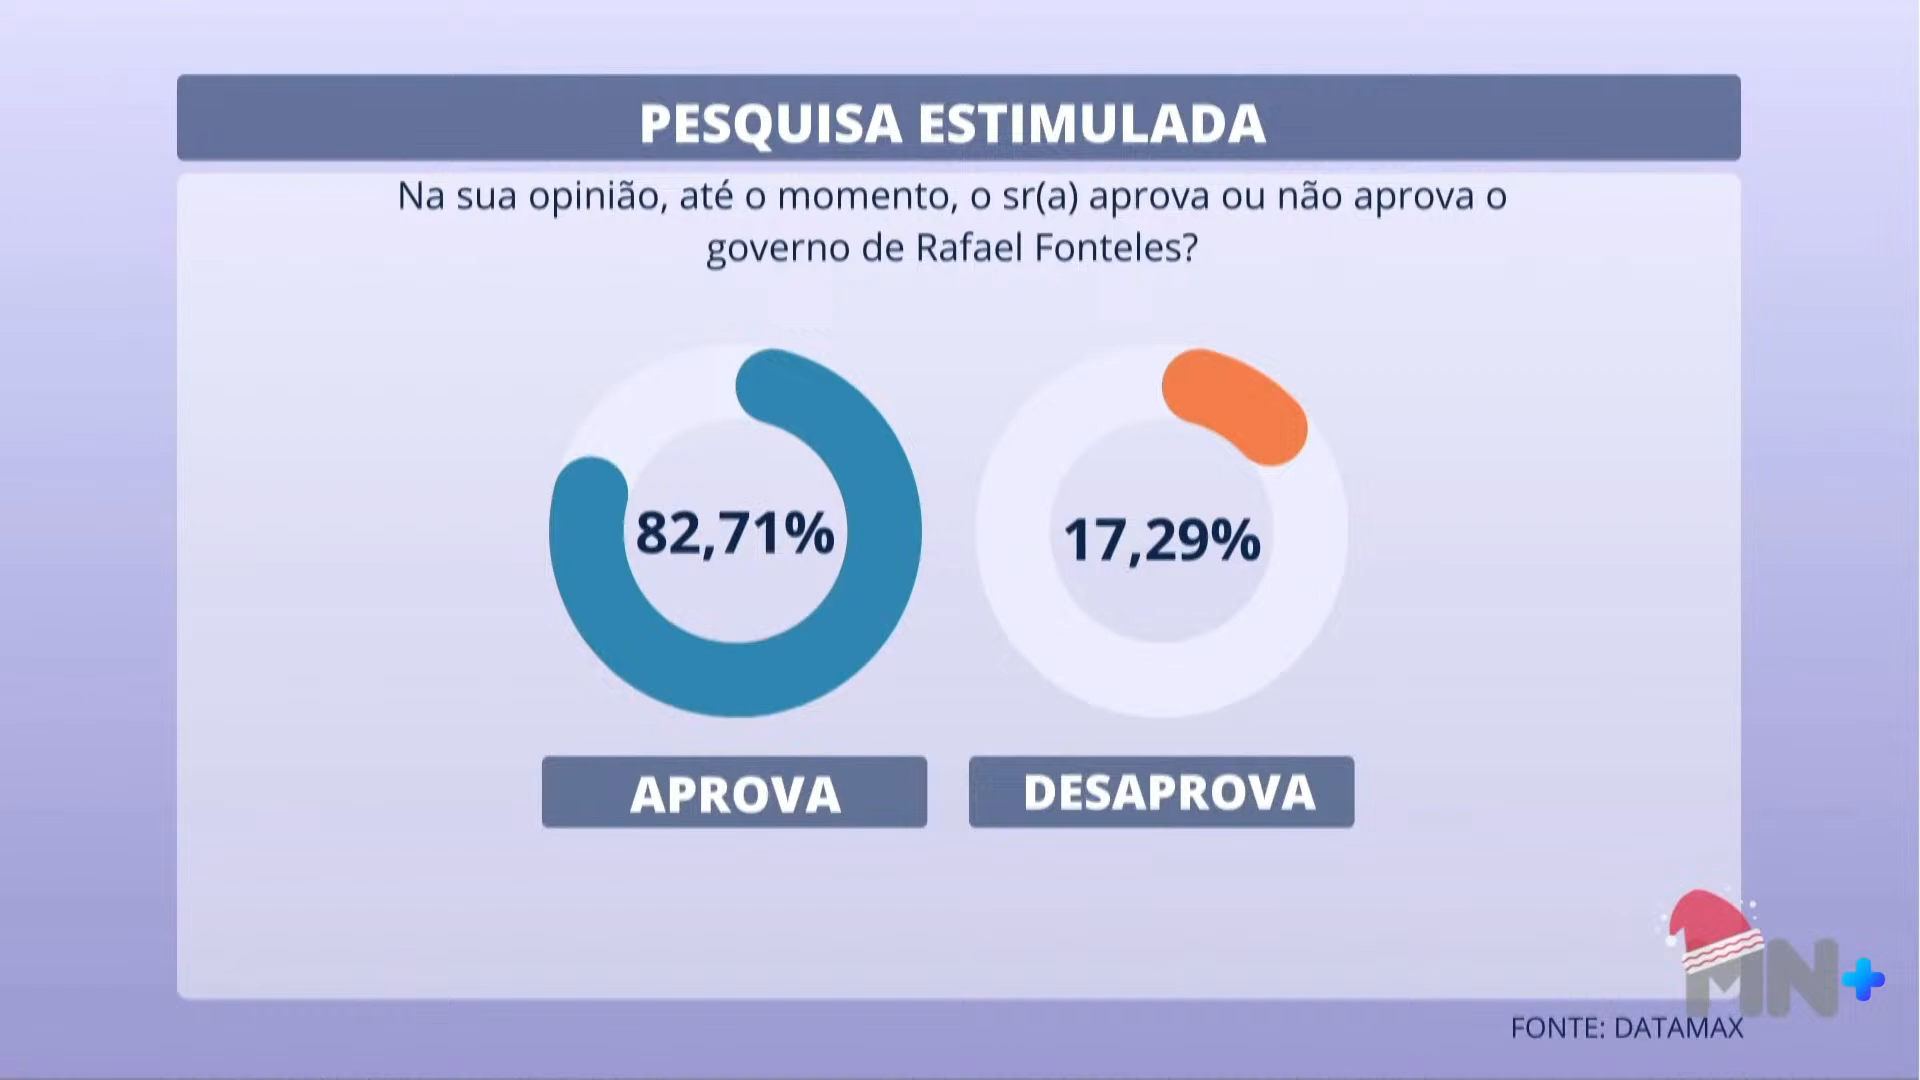 PESQUISA ESTIMULADA
Na sua opinião, até o momento, o sr(a) aprova ou não aprova o
governo de Rafael Fonteles?
82,71%
17,29%
APROVA
DESAPROVA
MN+
FONTE: DATAMAX